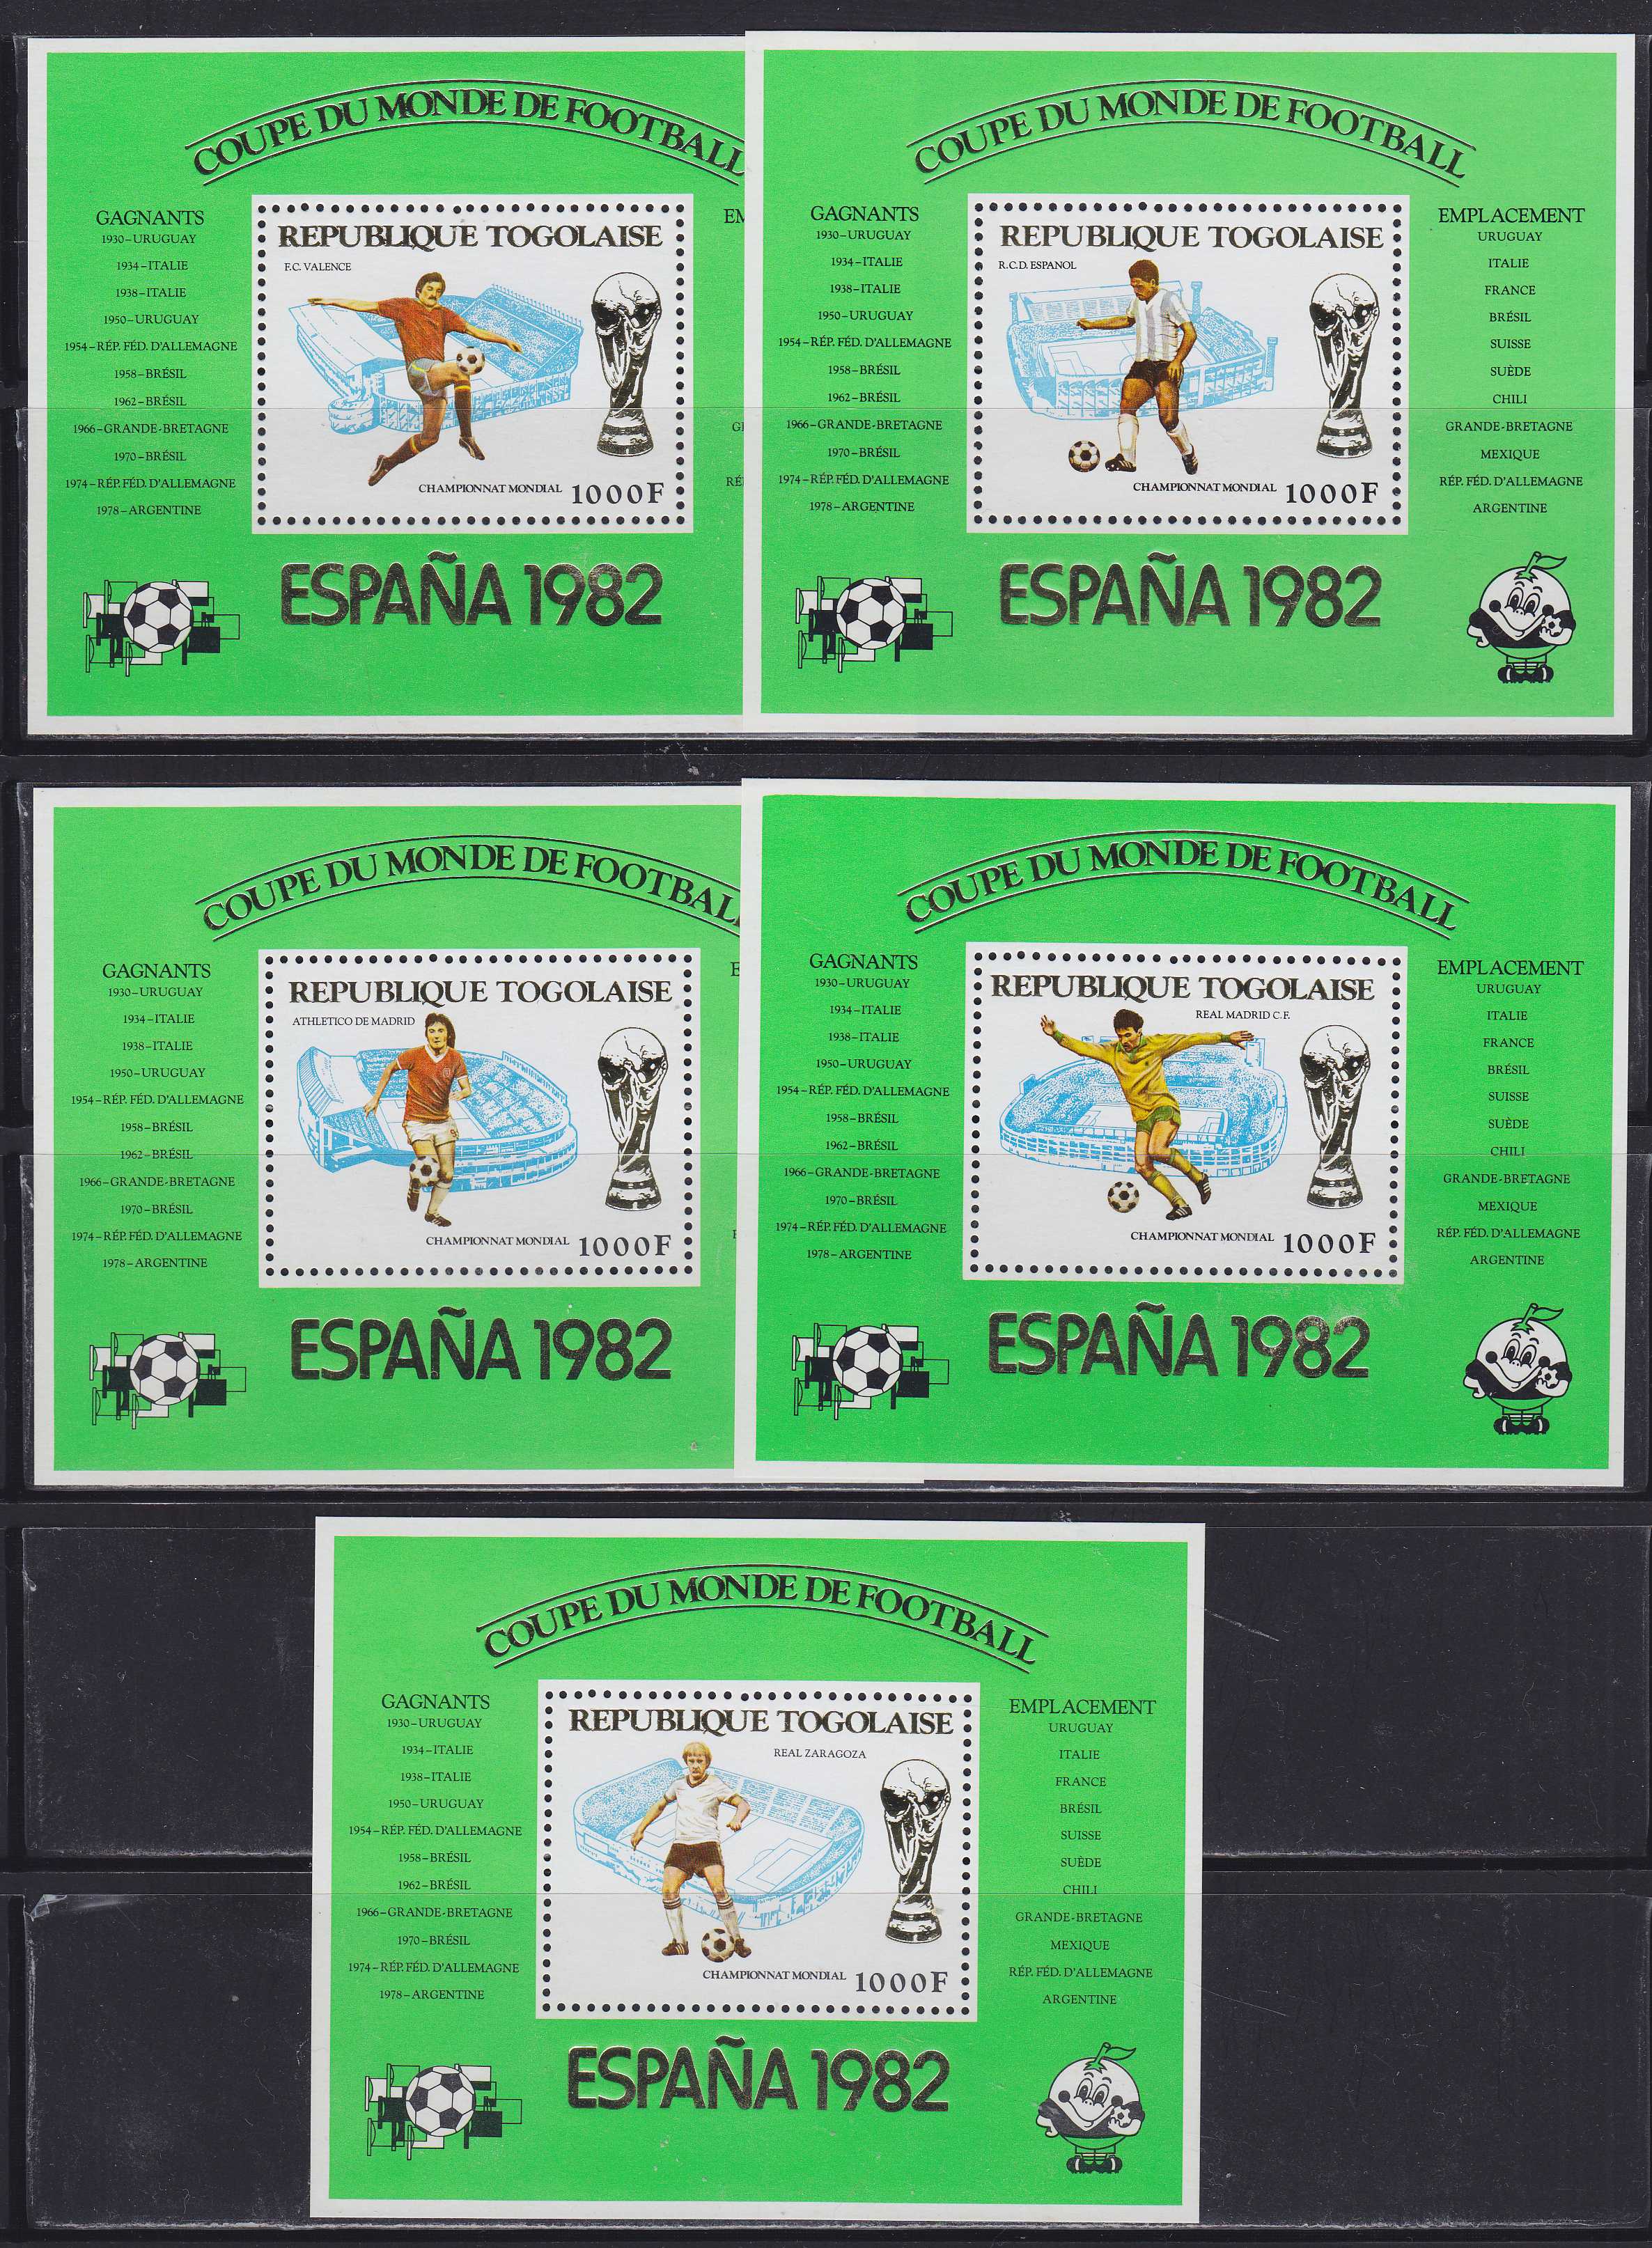 COUPE DU MONDE DE FOOTBALL
GAGNANTS
1930–URUGUAY
1934–ITALIE
1938–ITALIE
1950–URUGUAY
1954–RÉP. FÉD. D'ALLEMAGNE
1958–BRÉSIL
1962–BRÉSIL
1966–GRANDE-BRETAGNE
1970–BRÉSIL
1974–RÉP. FÉD. D'ALLEMAGNE
1978–ARGENTINE
REPUBLIQUE TOGOLAISE
F.C. VALENCE
CHAMPIONNAT MONDIAL 1000F
EM
G
RÉ
ESPAÑA 1982
COUPE DU MONDE DE FOOTBALL
GAGNANTS
1930–URUGUAY
1934–ITALIE
1938–ITALIE
1950–URUGUAY
1954–RÉP. FÉD. D'ALLEMAGNE
1958–BRÉSIL
1962–BRÉSIL
1966–GRANDE-BRETAGNE
1970–BRÉSIL
1974–RÉP. FÉD. D'ALLEMAGNE
1978–ARGENTINE
REPUBLIQUE TOGOLAISE
R.C.D. ESPANOL
CHAMPIONNAT MONDIAL 1000F
EMPLACEMENT
URUGUAY
ITALIE
FRANCE
BRÉSIL
SUISSE
SUÈDE
CHILI
GRANDE-BRETAGNE
MEXIQUE
RÉP. FÉD. D'ALLEMAGNE
ARGENTINE
ESPAÑA 1982
COUPE DU MONDE DE FOOTBALL
GAGNANTS
1930–URUGUAY
1934–ITALIE
1938–ITALIE
1950–URUGUAY
1954–RÉP. FÉD. D'ALLEMAGNE
1958–BRÉSIL
1962–BRÉSIL
1966–GRANDE-BRETAGNE
1970–BRÉSIL
1974–RÉP. FÉD. D'ALLEMAGNE
1978–ARGENTINE
REPUBLIQUE TOGOLAISE
ATHLETICO DE MADRID
CHAMPIONNAT MONDIAL 1000F
E
ESPAÑA 1982
COUPE DU MONDE DE FOOTBALL
GAGNANTS
1930–URUGUAY
1934–ITALIE
1938–ITALIE
1950–URUGUAY
1954–RÉP. FÉD. D'ALLEMAGNE
1958–BRÉSIL
1962–BRÉSIL
1966–GRANDE-BRETAGNE
1970–BRÉSIL
1974–RÉP. FÉD. D'ALLEMAGNE
1978–ARGENTINE
REPUBLIQUE TOGOLAISE
REAL MADRID C.F.
CHAMPIONNAT MONDIAL 1000F
EMPLACEMENT
URUGUAY
ITALIE
FRANCE
BRÉSIL
SUISSE
SUÈDE
CHILI
GRANDE-BRETAGNE
MEXIQUE
RÉP. FÉD. D'ALLEMAGNE
ARGENTINE
ESPAÑA 1982
COUPE DU MONDE DE FOOTBALL
GAGNANTS
1930–URUGUAY
1934–ITALIE
1938–ITALIE
1950–URUGUAY
1954–RÉP. FÉD. D'ALLEMAGNE
1958–BRÉSIL
1962–BRÉSIL
1966–GRANDE-BRETAGNE
1970–BRÉSIL
1974–RÉP. FÉD. D'ALLEMAGNE
1978–ARGENTINE
REPUBLIQUE TOGOLAISE
REAL ZARAGOZA
CHAMPIONNAT MONDIAL 1000F
EMPLACEMENT
URUGUAY
ITALIE
FRANCE
BRÉSIL
SUISSE
SUÈDE
CHILI
GRANDE-BRETAGNE
MEXIQUE
RÉP. FÉD. D'ALLEMAGNE
ARGENTINE
ESPAÑA 1982